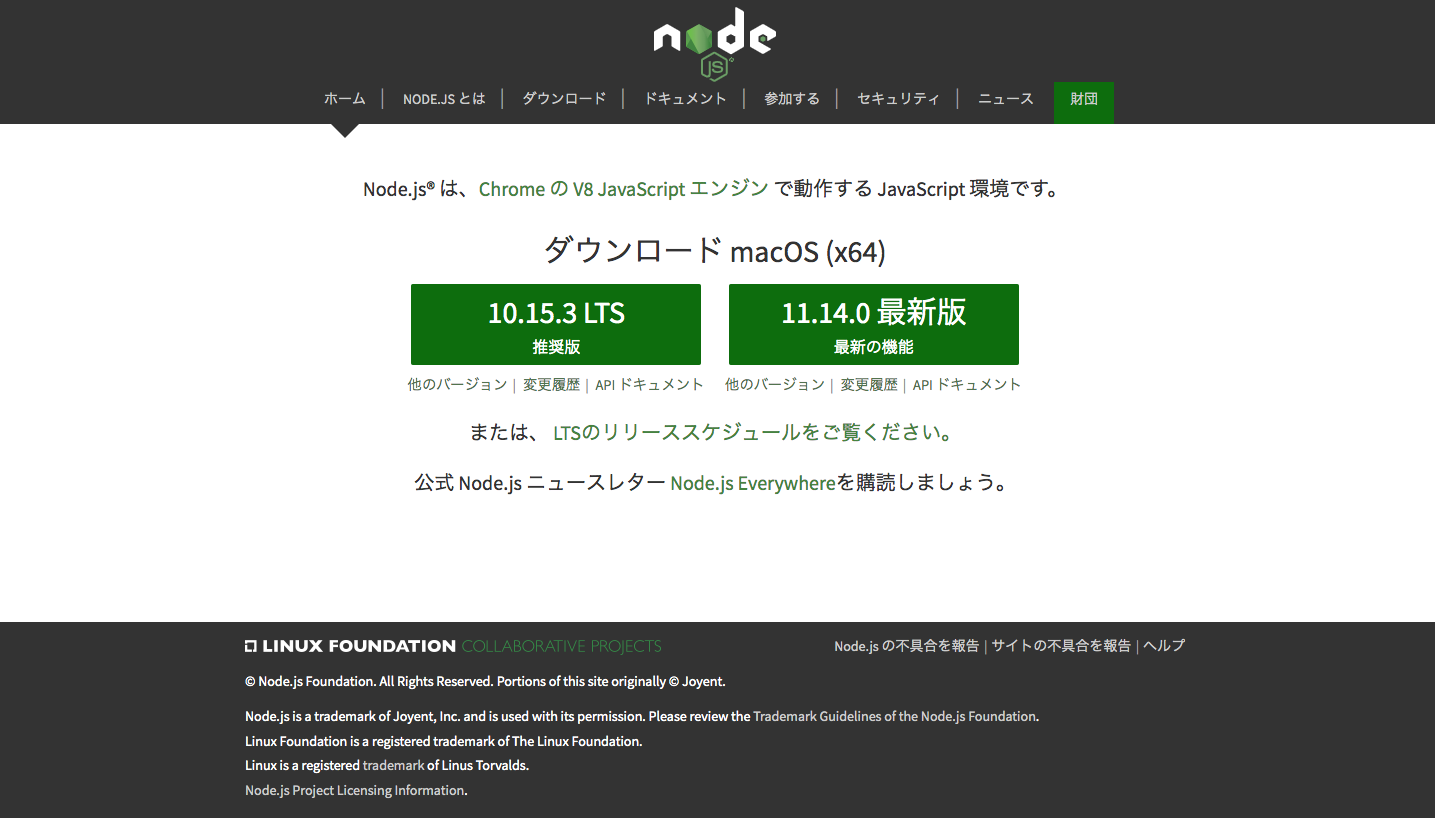 node
JS
ホーム | NODE.JS とは | ダウンロード | ドキュメント | 参加する | セキュリティ | ニュース 財団
Node.js® は、Chrome の V8 JavaScript エンジン で動作する JavaScript 環境です。
ダウンロード macOS (x64)
10.15.3 LTS
推奨版
11.14.0 最新版
最新の機能
他のバージョン | 変更履歴 | API ドキュメント
他のバージョン | 変更履歴 | API ドキュメント
または、 LTSのリリーススケジュールをご覧ください。
公式 Node.js ニュースレター Node.js Everywhereを購読しましょう。
LINUX FOUNDATION COLLABORATIVE PROJECTS
Node.js の不具合を報告 | サイトの不具合を報告 | ヘルプ
© Node.js Foundation. All Rights Reserved. Portions of this site originally © Joyent.
Node.js is a trademark of Joyent, Inc. and is used with its permission. Please review the Trademark Guidelines of the Node.js Foundation.
Linux Foundation is a registered trademark of The Linux Foundation.
Linux is a registered trademark of Linus Torvalds.
Node.js Project Licensing Information.